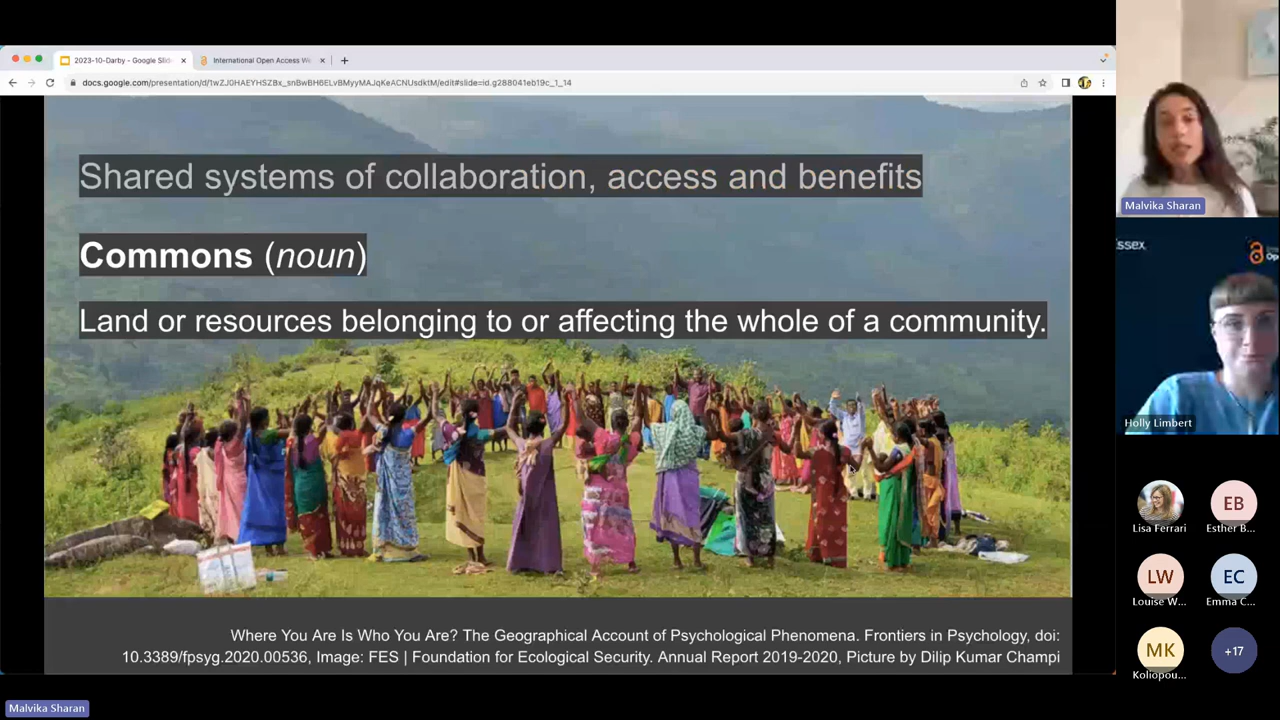 2023-10-Darby - Google Slid
International Open Access We
docs.google.com/presentation/d/1wZJ0HAEYHSZBx_snBwBH6ELvBMyyMAJqKeACNUsdktM/edit#slide=id.g288041eb19c_1_14
Shared systems of collaboration, access and benefits
Commons (noun)
Land or resources belonging to or affecting the whole of a community.
Where You Are Is Who You Are? The Geographical Account of Psychological Phenomena. Frontiers in Psychology, doi:
10.3389/fpsyg.2020.00536, Image: FES | Foundation for Ecological Security. Annual Report 2019-2020, Picture by Dilip Kumar Champi
Malvika Sharan
Malvika Sharan
Holly Limbert
Lisa Ferrari
EB
Esther B...
LW
Louise W...
EC
Emma C...
MK
Koliopou...
+17